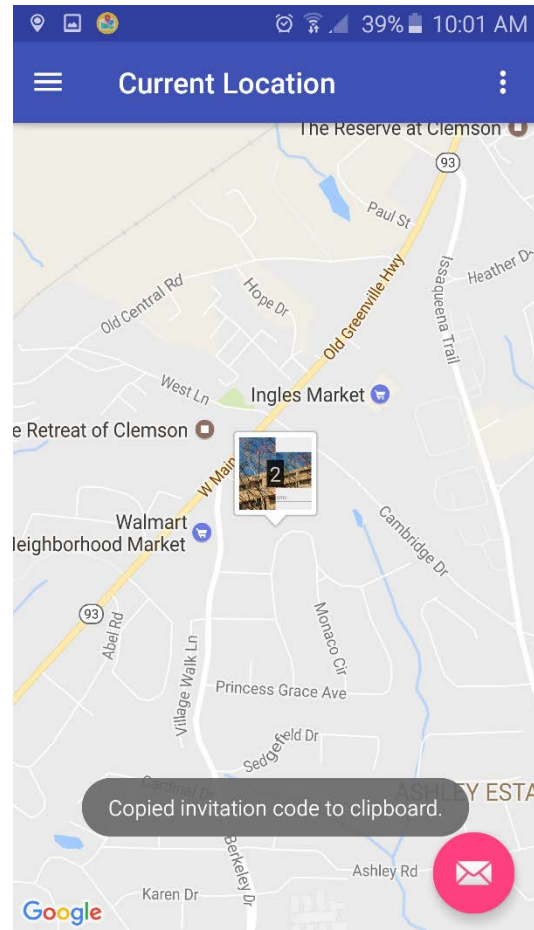 39% 10:01 AM
Current Location
The Reserve at Clemson
93
Paul St
Heather D
Issaqueena Trail
Old Central Rd
Hope Dr
Old Greenville Hwy
West Ln
Ingles Market
e Retreat of Clemson
2
W Main
Walmart
Neighborhood Market
Cambridge Dr
93
Abel Rd
Monaco Cir
Village Walk Ln
Princess Grace Ave
Sedgefield Dr
Cardinal Dr
ASHLEY ESTA
Copied invitation code to clipboard.
Berkeley Dr
Ashley Rd
Karen Dr
Google